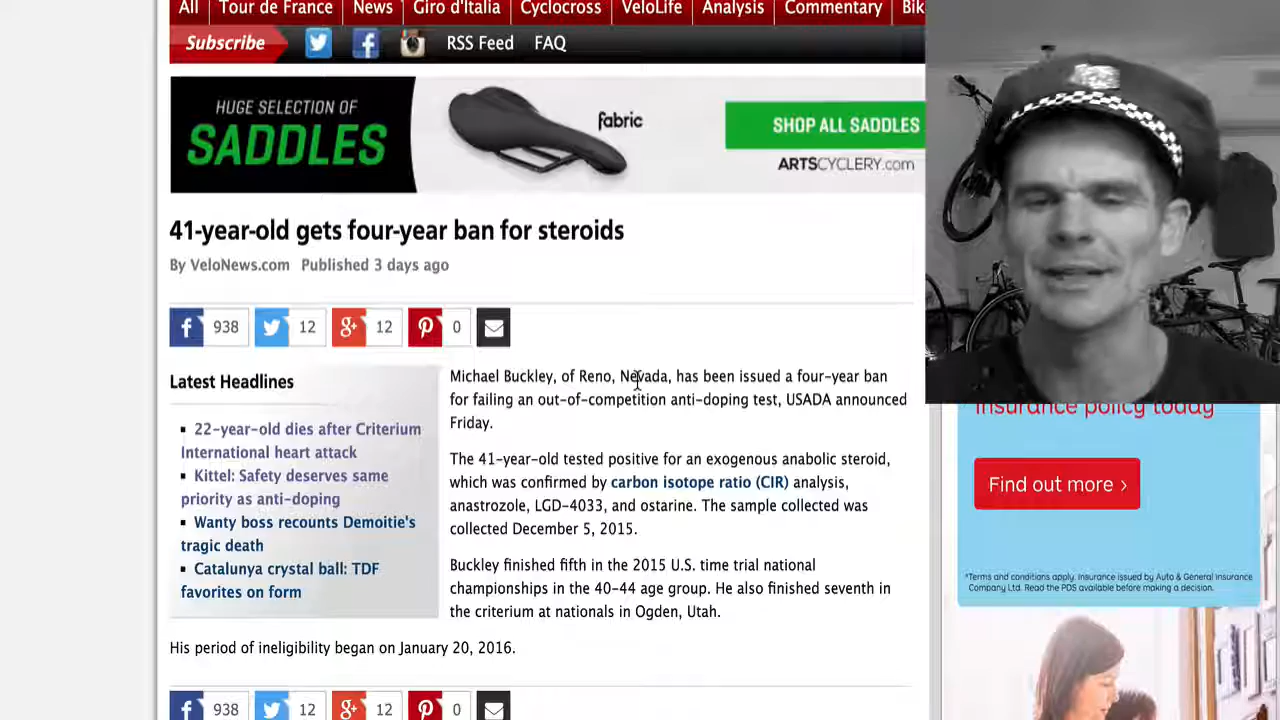 All Tour de France News Giro d'Italia Cyclocross VeloLife Analysis Commentary Bik
Subscribe RSS Feed FAQ
HUGE SELECTION OF
SADDLES
fabric
SHOP ALL SADDLES
ARTSCYCLERY.com
41-year-old gets four-year ban for steroids
By VeloNews.com Published 3 days ago
938 12 12 0
Latest Headlines
22-year-old dies after Criterium
International heart attack
Kittel: Safety deserves same
priority as anti-doping
Wanty boss recounts Demoitie's
tragic death
Catalunya crystal ball: TDF
favorites on form
Michael Buckley, of Reno, Nevada, has been issued a four-year ban
for failing an out-of-competition anti-doping test, USADA announced
Friday.
The 41-year-old tested positive for an exogenous anabolic steroid,
which was confirmed by carbon isotope ratio (CIR) analysis,
anastrozole, LGD-4033, and ostarine. The sample collected was
collected December 5, 2015.
Buckley finished fifth in the 2015 U.S. time trial national
championships in the 40-44 age group. He also finished seventh in
the criterium at nationals in Ogden, Utah.
His period of ineligibility began on January 20, 2016.
938 12 12 0
insurance policy today
Find out more ›
*Terms and conditions apply. Insurance issued by Auto & General Insurance
Company Ltd. Read the PDS available before making a decision.